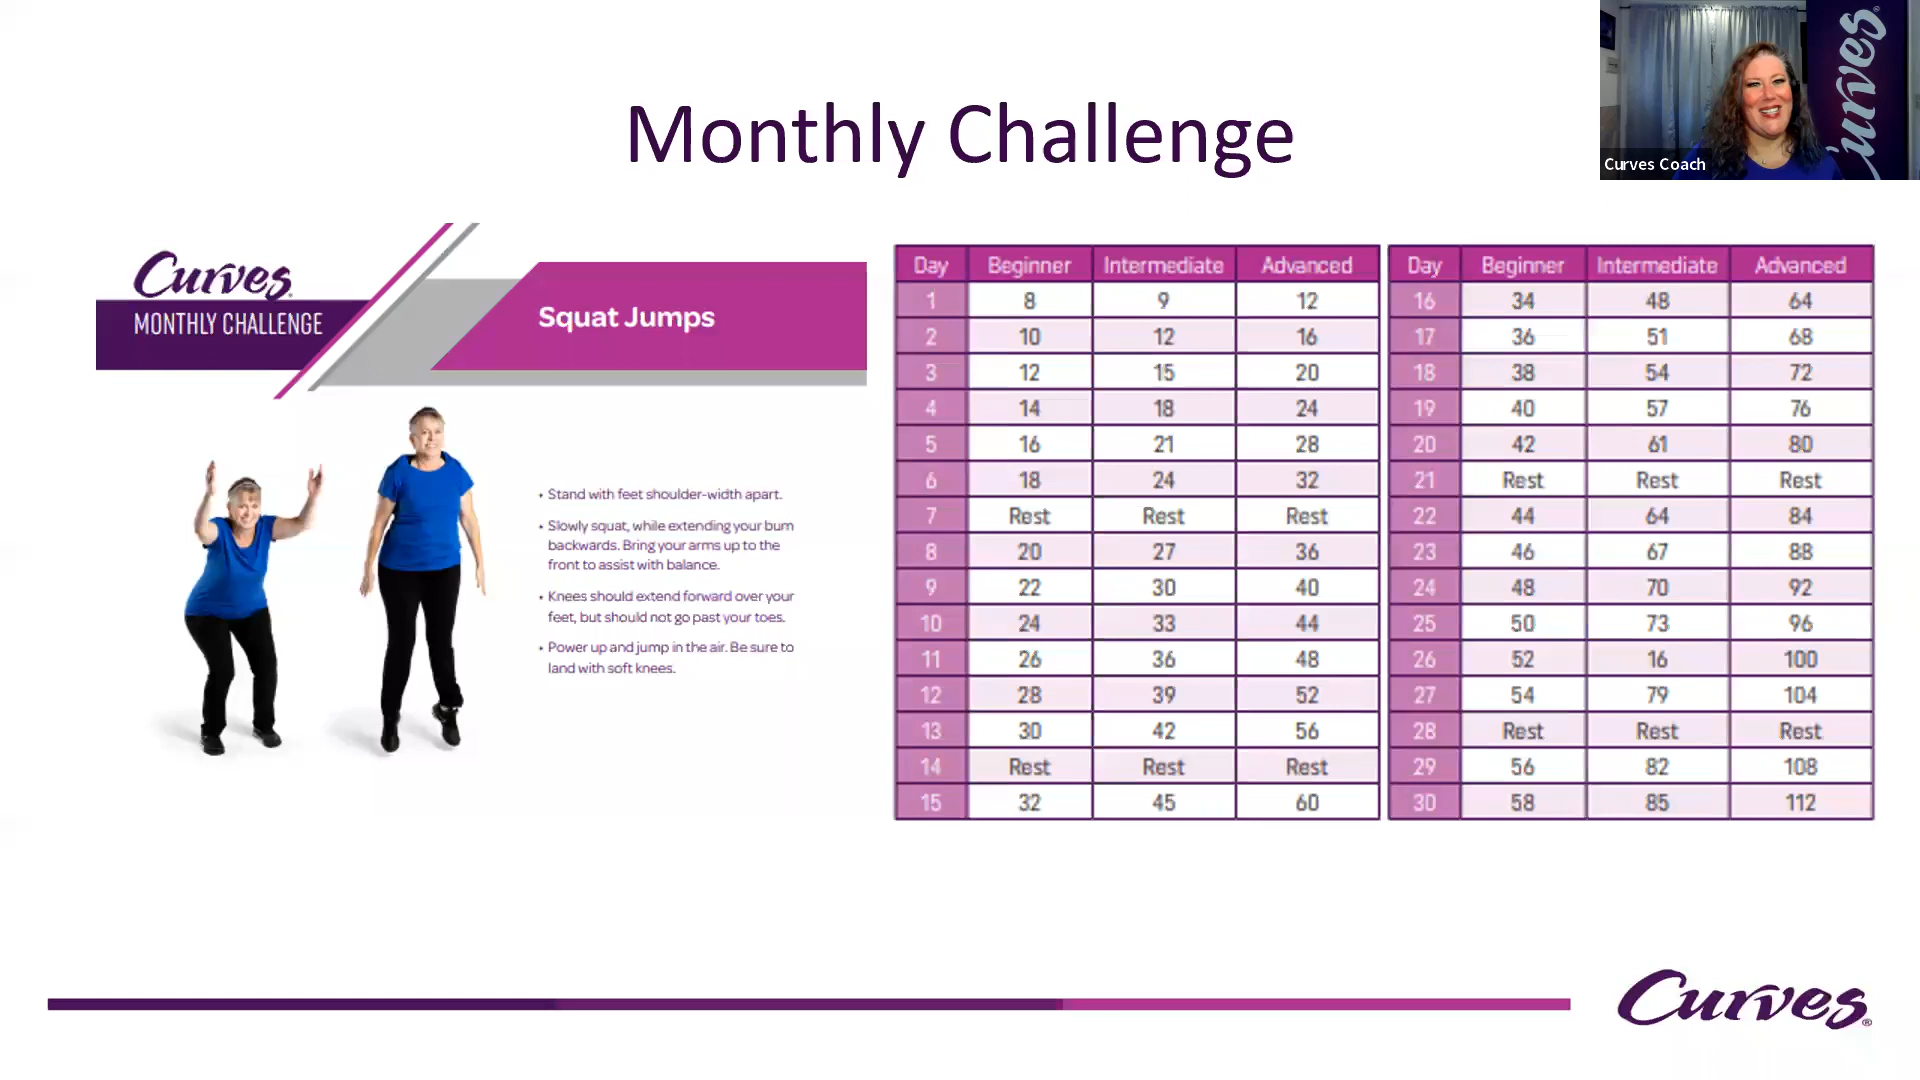 Monthly Challenge
Curves
Curves Coach
Curves
MONTHLY CHALLENGE
Squat Jumps
• Stand with feet shoulder-width apart.
• Slowly squat, while extending your bum
backwards. Bring your arms up to the
front to assist with balance.
• Knees should extend forward over your
feet, but should not go past your toes.
• Power up and jump in the air. Be sure to
land with soft knees.
Day Beginner Intermediate Advanced
1 8 9 12
2 10 12 16
3 12 15 20
4 14 18 24
5 16 21 28
6 18 24 32
7 Rest Rest Rest
8 20 27 36
9 22 30 40
10 24 33 44
11 26 36 48
12 28 39 52
13 30 42 56
14 Rest Rest Rest
15 32 45 60
Day Beginner Intermediate Advanced
16 34 48 64
17 36 51 68
18 38 54 72
19 40 57 76
20 42 61 80
21 Rest Rest Rest
22 44 64 84
23 46 67 88
24 48 70 92
25 50 73 96
26 52 16 100
27 54 79 104
28 Rest Rest Rest
29 56 82 108
30 58 85 112
Curves®